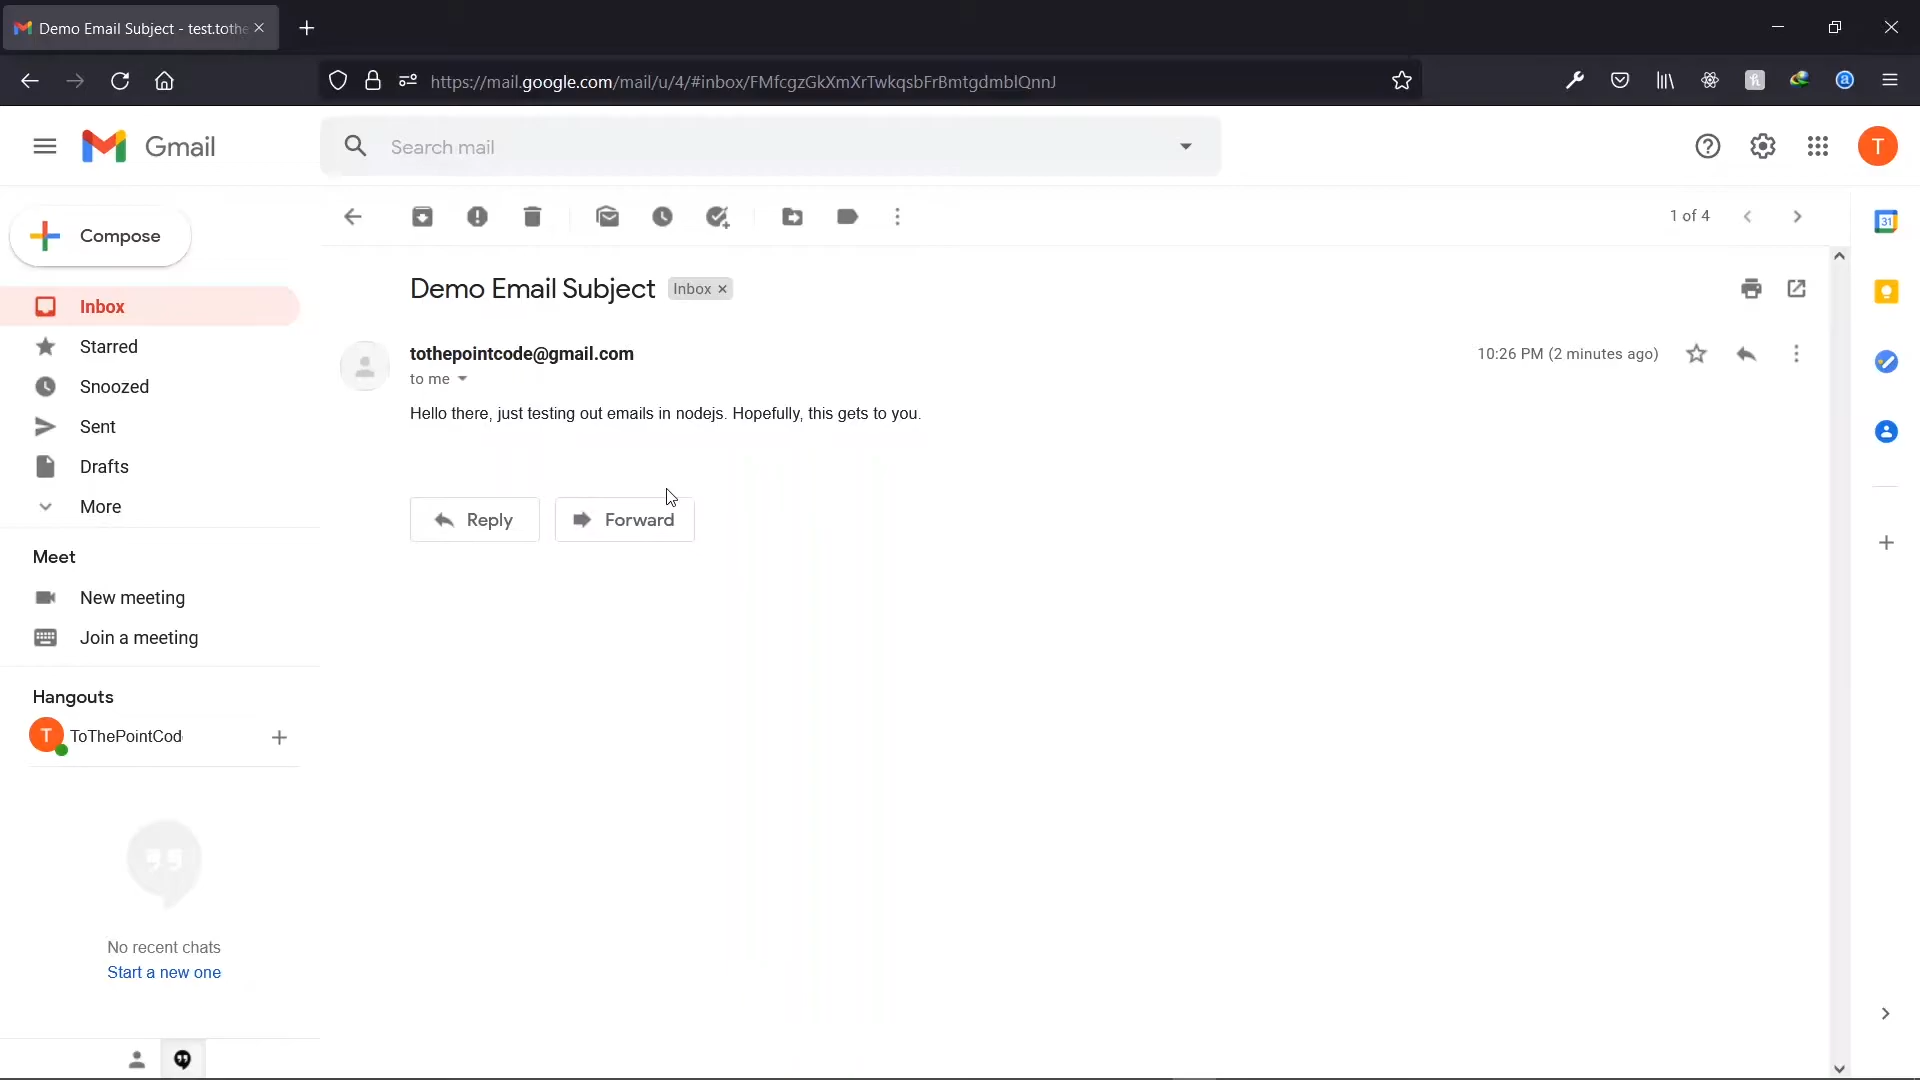 Demo Email Subject - test.tothe
https://mail.google.com/mail/u/4/#inbox/FMfcgzGkXmXrTwkqsbFrBmtgdmblQnnJ
Gmail
Search mail
T
Compose
1 of 4
31
Demo Email Subject
Inbox ×
Inbox
Starred
Snoozed
Sent
Drafts
More
tothepointcode@gmail.com
10:26 PM (2 minutes ago)
to me
Hello there, just testing out emails in nodejs. Hopefully, this gets to you.
Reply
Forward
Meet
New meeting
Join a meeting
Hangouts
T
ToThePointCod
No recent chats
Start a new one